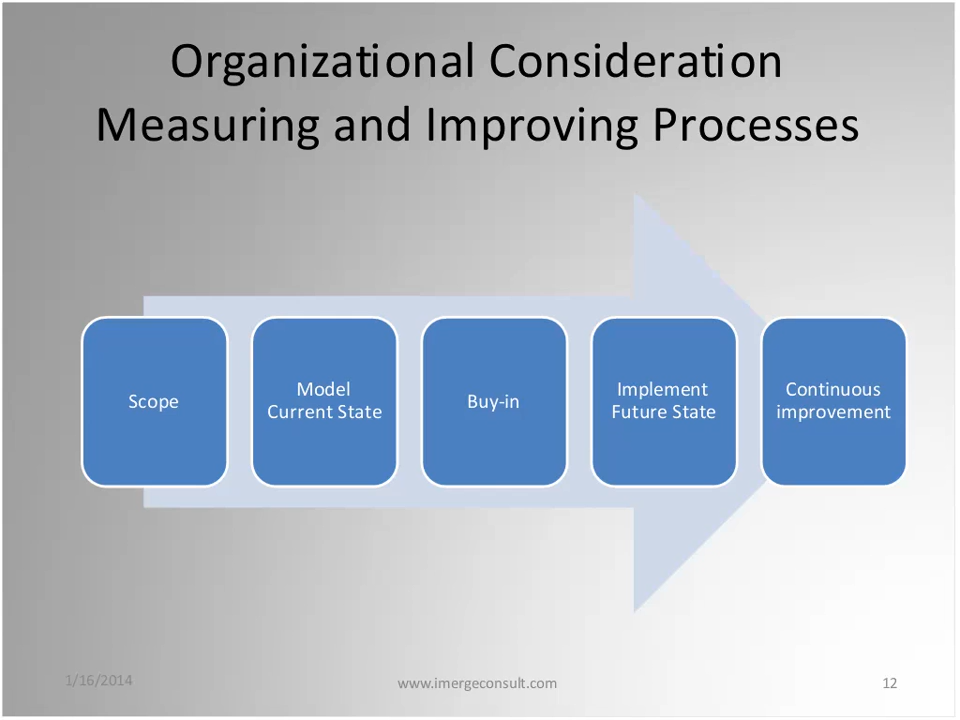 Organizational Consideration
Measuring and Improving Processes
Scope
Model
Current State
Buy-in
Implement
Future State
Continuous
improvement
1/16/2014
www.imergeconsult.com
12